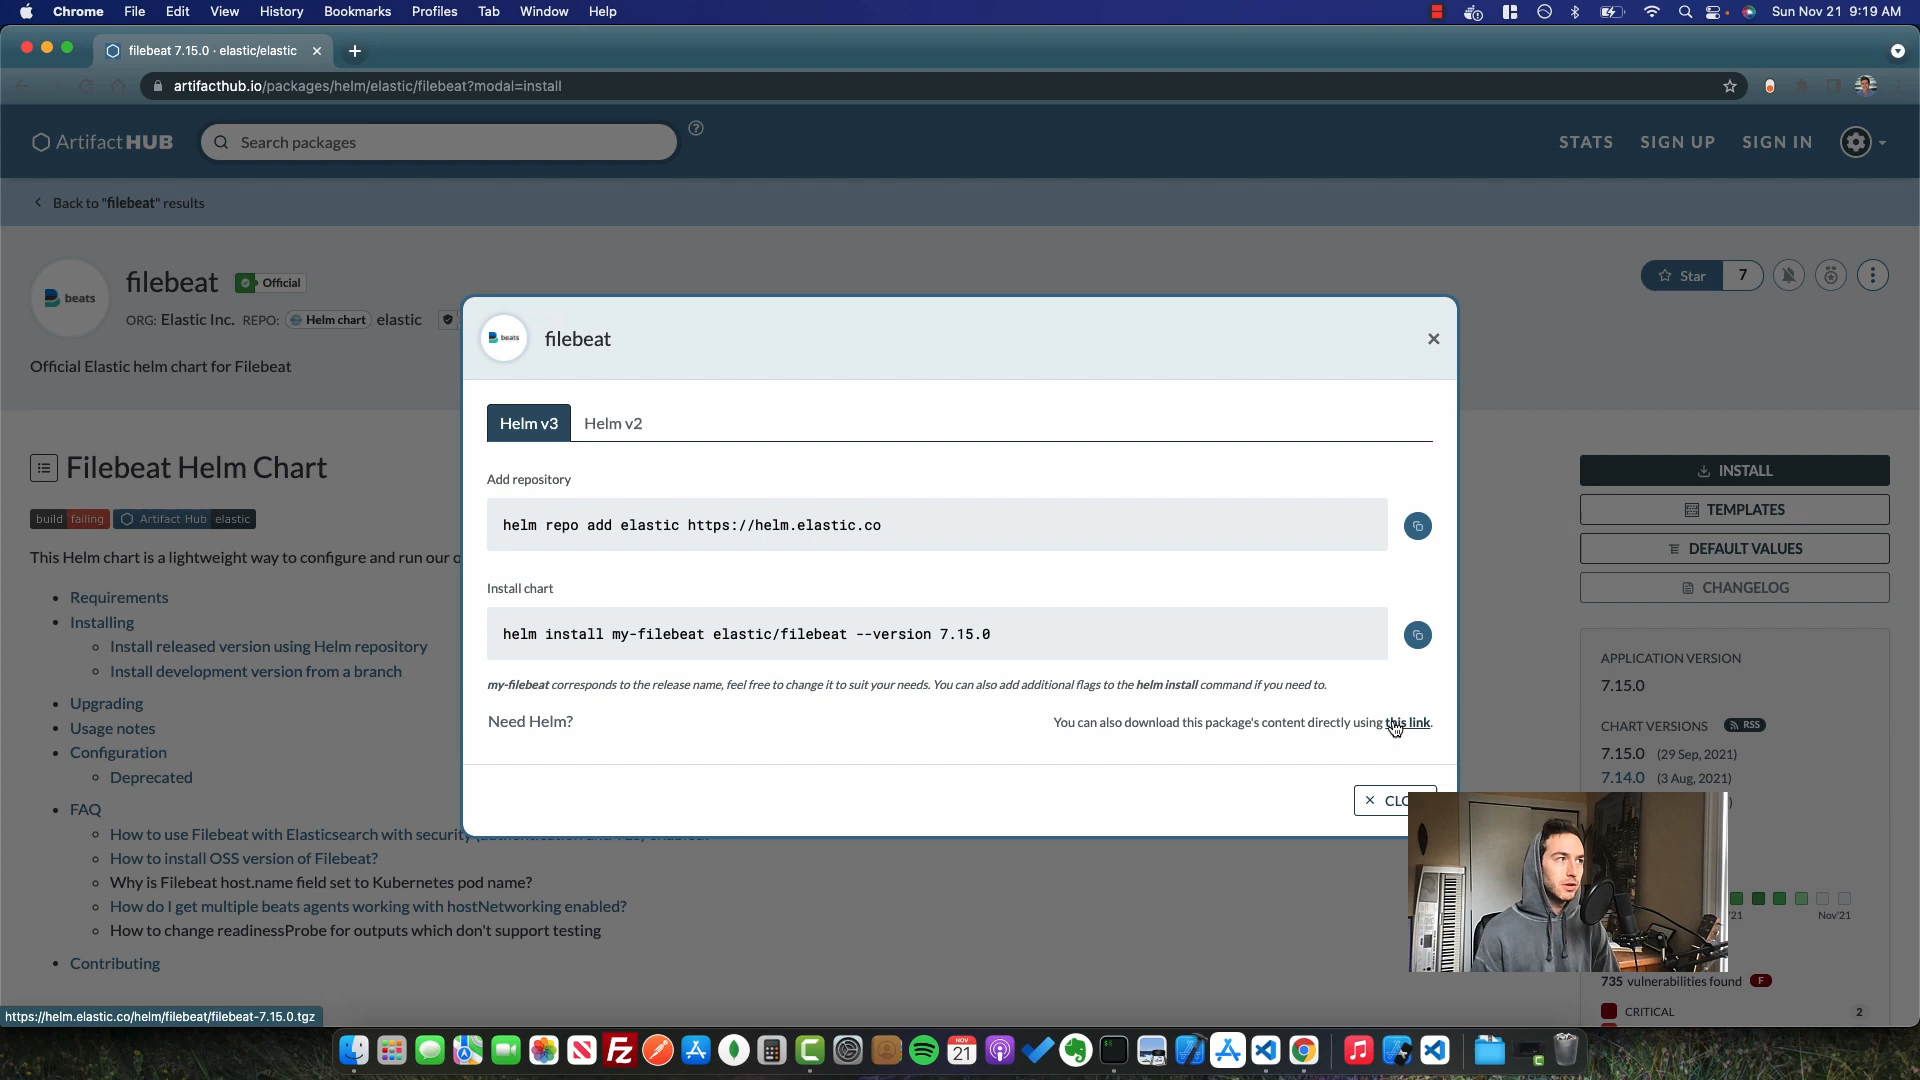 Chrome File Edit View History Bookmarks Profiles Tab Window Help Sun Nov 21 9:19 AM
filebeat 7.15.0 · elastic/elastic
artifacthub.io/packages/helm/elastic/filebeat?modal=install
Artifact HUB Search packages STATS SIGN UP SIGN IN
Back to "filebeat" results
beats filebeat Official Star 7
ORG: Elastic Inc. REPO: Helm chart elastic
Official Elastic helm chart for Filebeat
beats filebeat
Helm v3 Helm v2
Add repository
helm repo add elastic https://helm.elastic.co
Install chart
helm install my-filebeat elastic/filebeat --version 7.15.0
my-filebeat corresponds to the release name, feel free to change it to suit your needs. You can also add additional flags to the helm install command if you need to.
Need Helm? You can also download this package's content directly using this link.
Filebeat Helm Chart
build failing Artifact Hub elastic
This Helm chart is a lightweight way to configure and run our
Requirements
Installing
Install released version using Helm repository
Install development version from a branch
Upgrading
Usage notes
Configuration
Deprecated
FAQ
How to use Filebeat with Elasticsearch with security
How to install OSS version of Filebeat?
Why is Filebeat host.name field set to Kubernetes pod name?
How do I get multiple beats agents working with hostNetworking enabled?
How to change readinessProbe for outputs which don't support testing
Contributing
INSTALL
TEMPLATES
DEFAULT VALUES
CHANGELOG
APPLICATION VERSION
7.15.0
CHART VERSIONS RSS
7.15.0 (29 Sep, 2021)
7.14.0 (3 Aug, 2021)
'21 Nov'21
735 vulnerabilities found F
CRITICAL 2
https://helm.elastic.co/helm/filebeat/filebeat-7.15.0.tgz
NOV
21